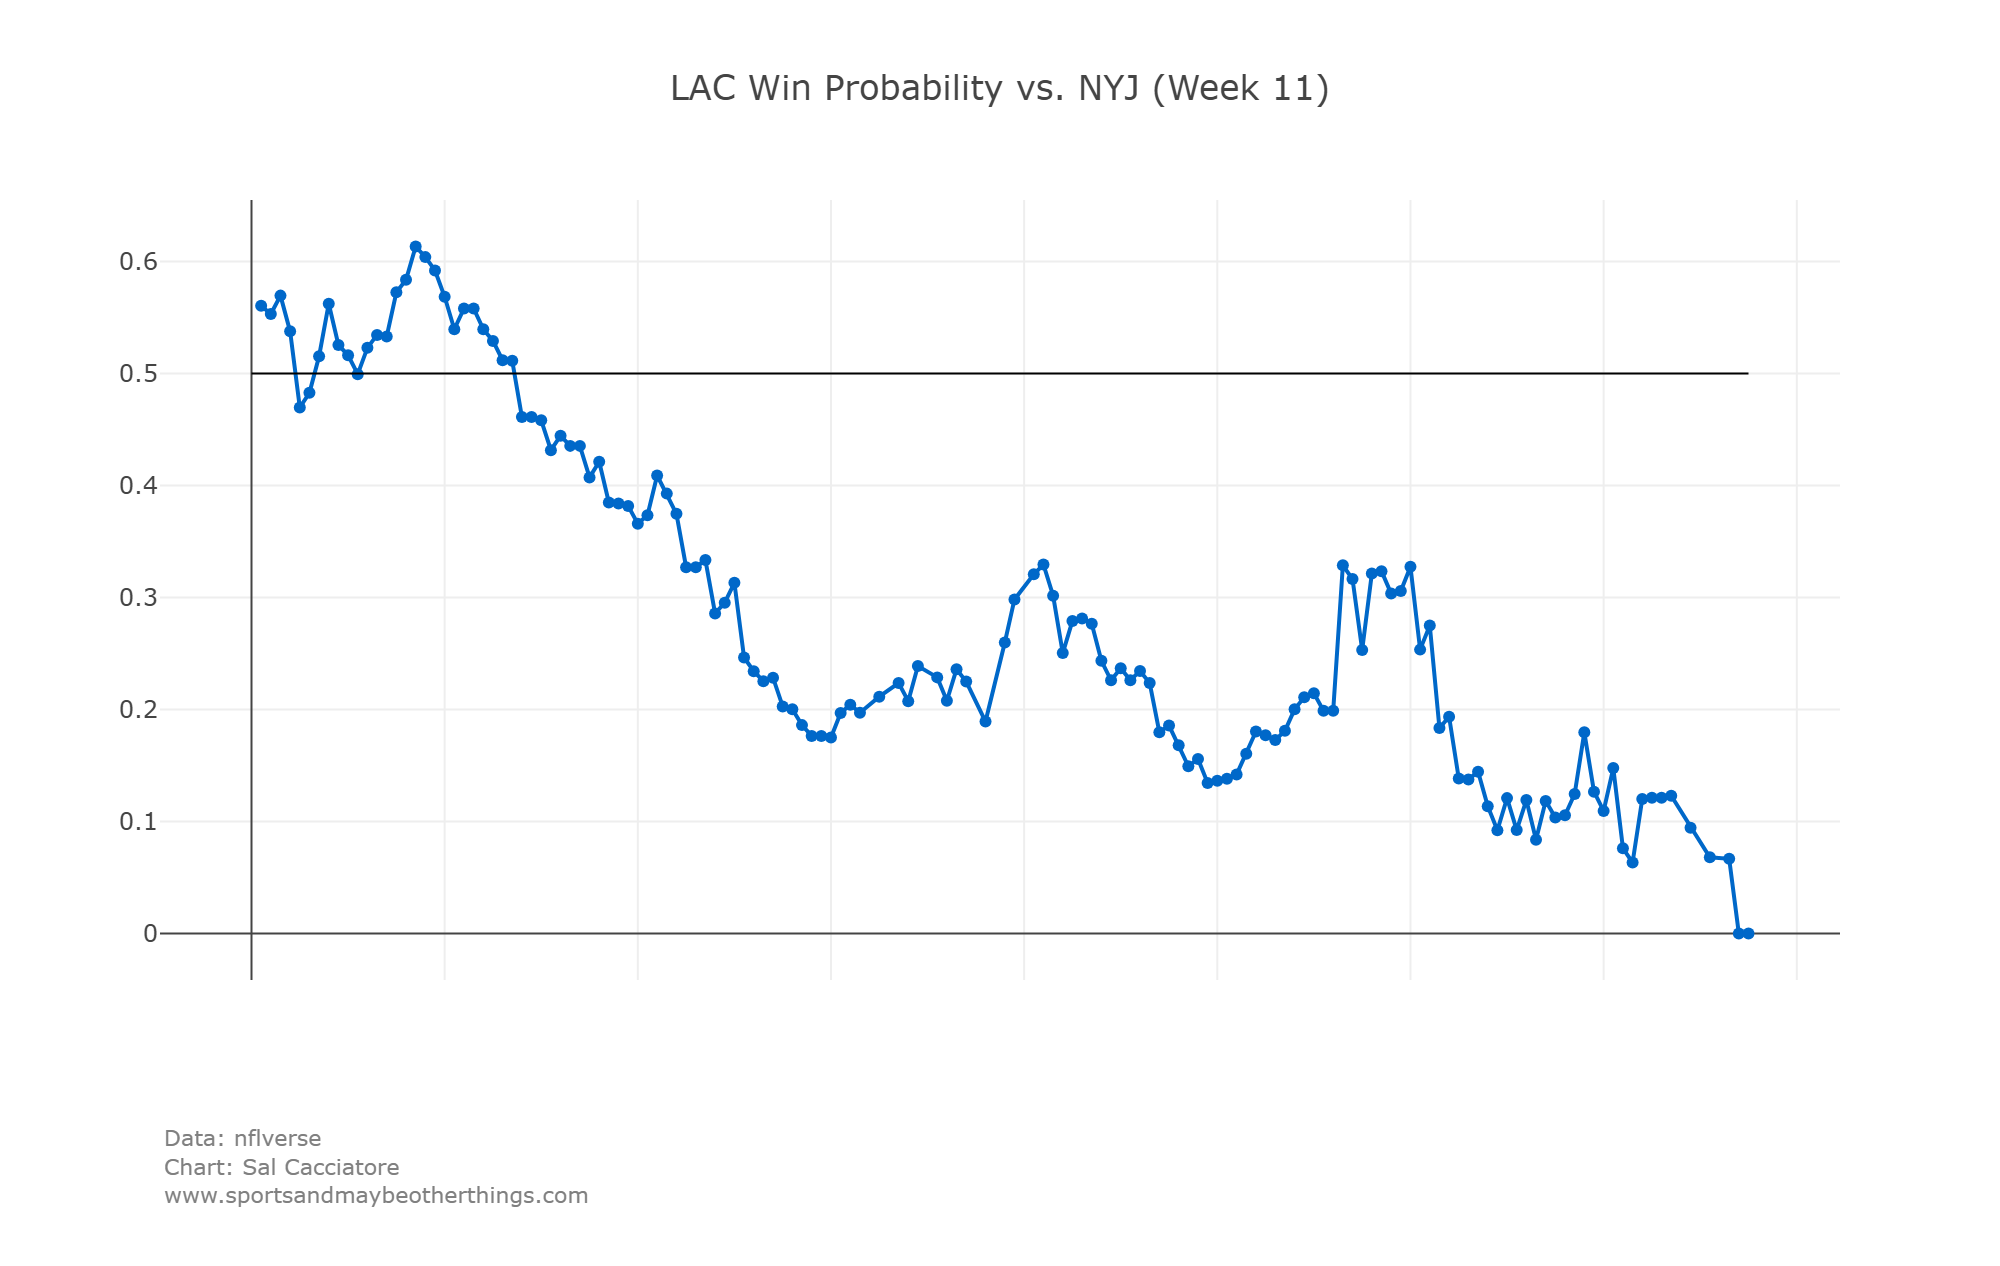 LAC Win Probability vs. NYJ (Week 11)
0.6
0.5
0.4
0.3
0.2
0.1
0
Data: nflverse
Chart: Sal Cacciatore
www.sportsandmaybeotherthings.com